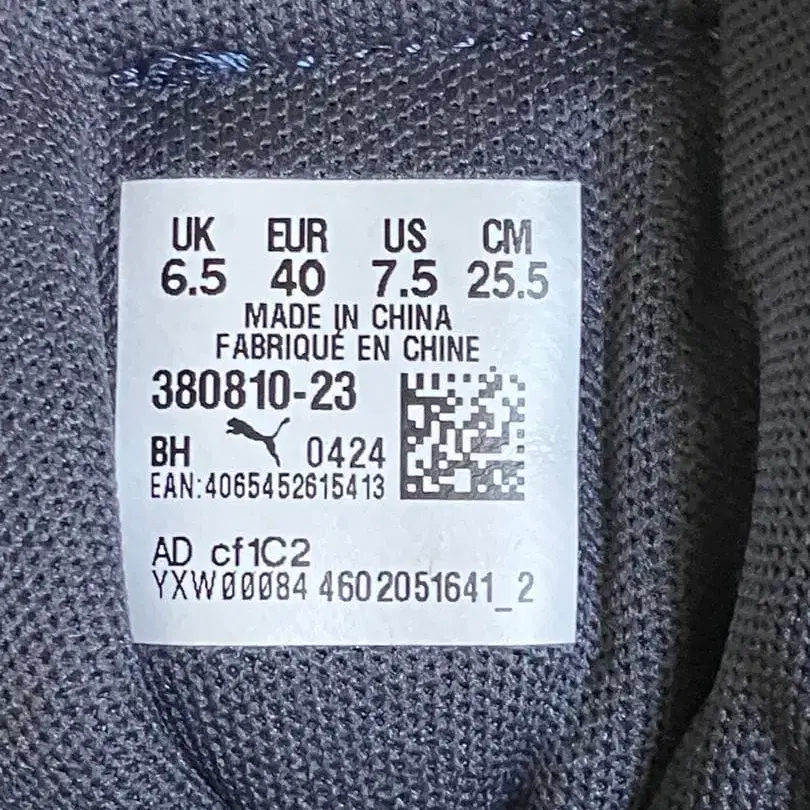 UK EUR US CM
6.5 40 7.5 25.5
MADE IN CHINA
FABRIQUÉ EN CHINE
380810-23
BH 0424
EAN:4065452615413
AD cf1C2
YXW00084 4602051641_2